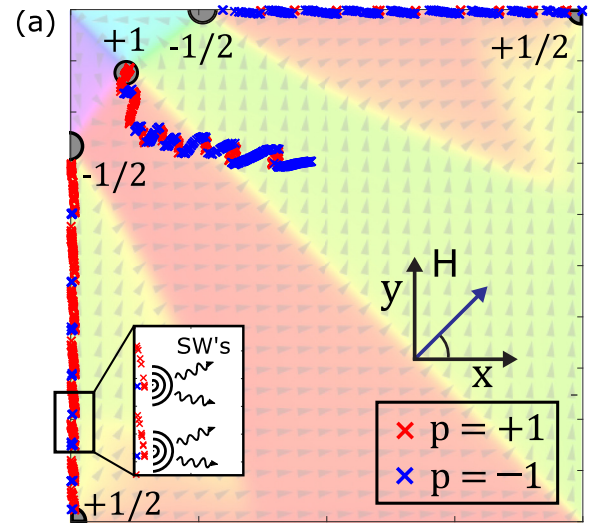 (a)
+1
-1/2
+1/2
-1/2
H
y
x
SW's
p = +1
p = −1
+1/2